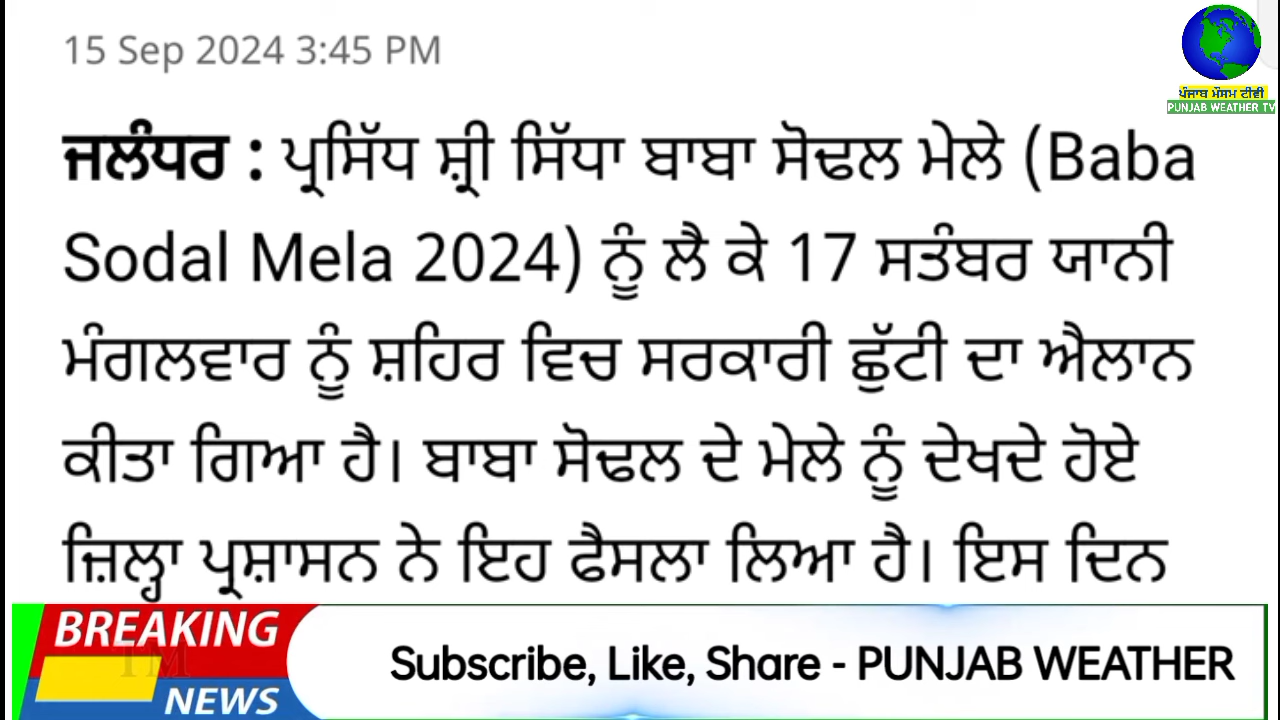 15 Sep 2024 3:45 PM
ਪੰਜਾਬ ਮੌਸਮ ਟੀਵੀ
PUNJAB WEATHER TV
ਜਲੰਧਰ : ਪ੍ਰਸਿੱਧ ਸ਼੍ਰੀ ਸਿੱਧਾ ਬਾਬਾ ਸੋਢਲ ਮੇਲੇ (Baba
Sodal Mela 2024) ਨੂੰ ਲੈ ਕੇ 17 ਸਤੰਬਰ ਯਾਨੀ
ਮੰਗਲਵਾਰ ਨੂੰ ਸ਼ਹਿਰ ਵਿਚ ਸਰਕਾਰੀ ਛੁੱਟੀ ਦਾ ਐਲਾਨ
ਕੀਤਾ ਗਿਆ ਹੈ। ਬਾਬਾ ਸੋਢਲ ਦੇ ਮੇਲੇ ਨੂੰ ਦੇਖਦੇ ਹੋਏ
ਜ਼ਿਲ੍ਹਾ ਪ੍ਰਸ਼ਾਸਨ ਨੇ ਇਹ ਫੈਸਲਾ ਲਿਆ ਹੈ। ਇਸ ਦਿਨ
BREAKING
TM
NEWS
Subscribe, Like, Share - PUNJAB WEATHER